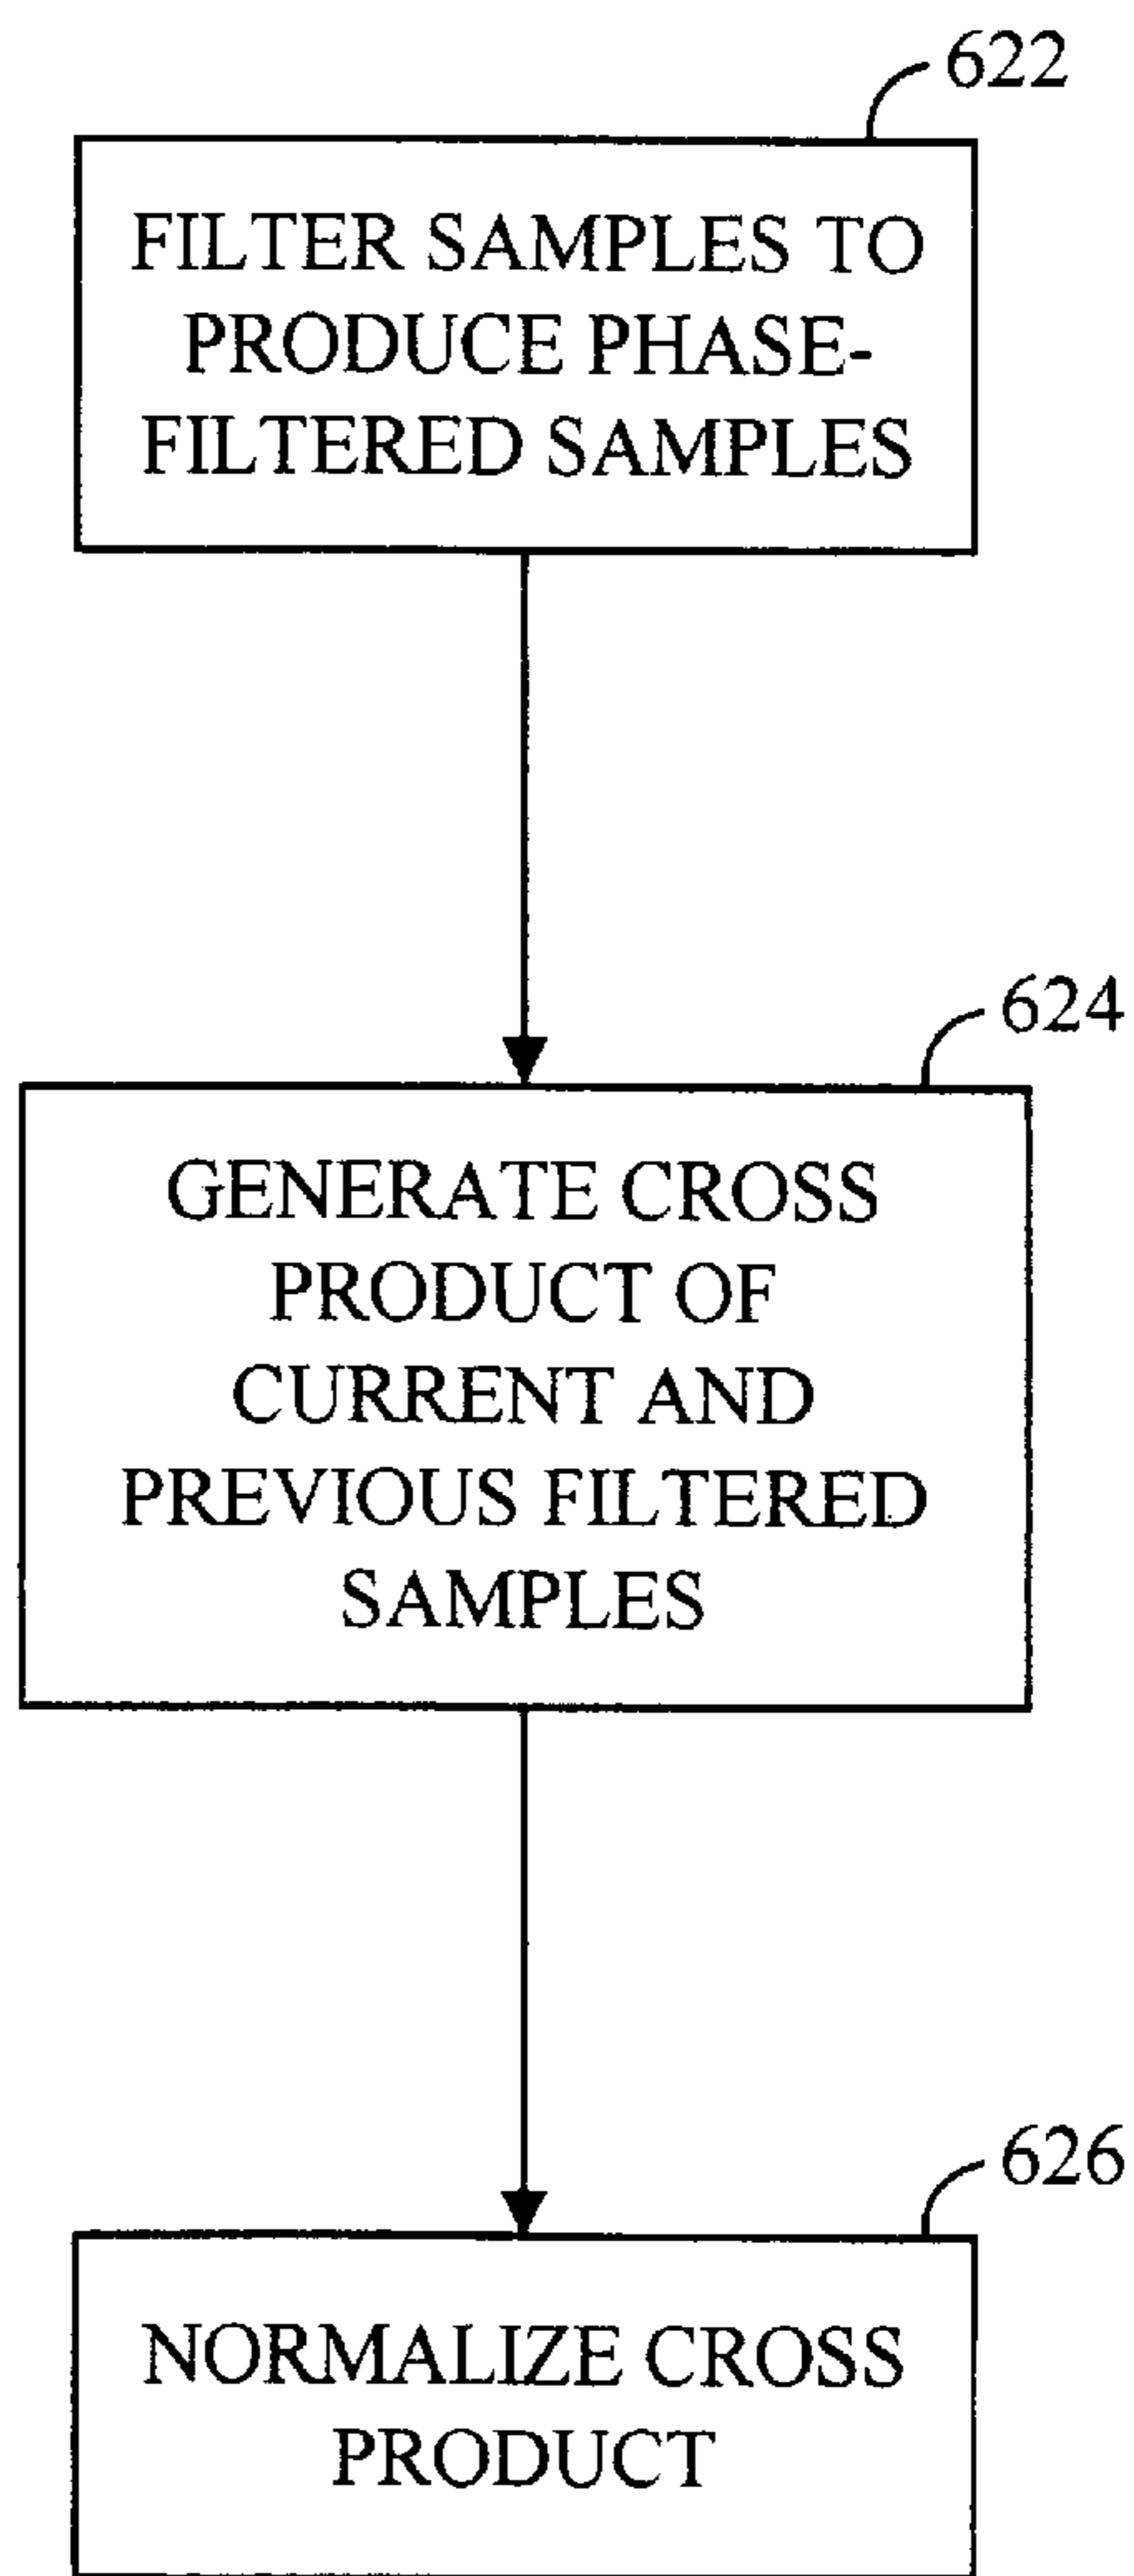 622
FILTER SAMPLES TO
PRODUCE PHASE-
FILTERED SAMPLES
624
GENERATE CROSS
PRODUCT OF
CURRENT AND
PREVIOUS FILTERED
SAMPLES
626
NORMALIZE CROSS
PRODUCT